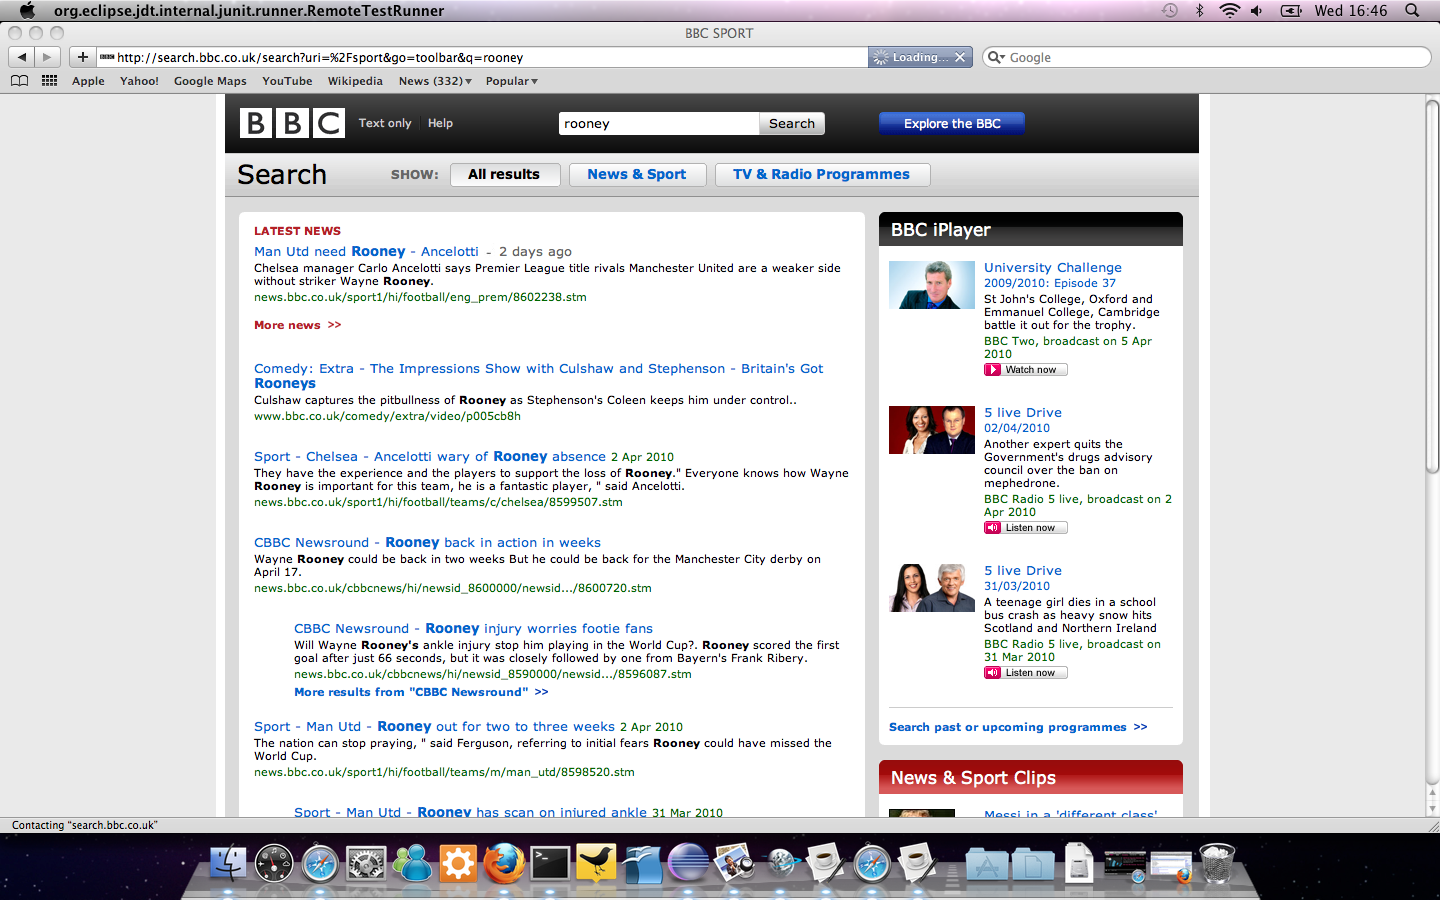 org.eclipse.jdt.internal.junit.runner.RemoteTestRunner
Wed 16:46
BBC SPORT
http://search.bbc.co.uk/search?uri=%2Fsport&go=toolbar&q=rooney
Loading...
Google
Apple
Yahoo!
Google Maps
YouTube
Wikipedia
News (332)
Popular
BBC
Text only
Help
rooney
Search
Explore the BBC
Search
SHOW:
All results
News & Sport
TV & Radio Programmes
LATEST NEWS
Man Utd need Rooney - Ancelotti - 2 days ago
Chelsea manager Carlo Ancelotti says Premier League title rivals Manchester United are a weaker side
without striker Wayne Rooney.
news.bbc.co.uk/sport1/hi/football/eng_prem/8602238.stm
More news >>
Comedy: Extra - The Impressions Show with Culshaw and Stephenson - Britain's Got
Rooneys
Culshaw captures the pitbullness of Rooney as Stephenson's Coleen keeps him under control..
www.bbc.co.uk/comedy/extra/video/p005cb8h
Sport - Chelsea - Ancelotti wary of Rooney absence 2 Apr 2010
They have the experience and the players to support the loss of Rooney." Everyone knows how Wayne
Rooney is important for this team, he is a fantastic player, " said Ancelotti.
news.bbc.co.uk/sport1/hi/football/teams/c/chelsea/8599507.stm
CBBC Newsround - Rooney back in action in weeks
Wayne Rooney could be back in two weeks But he could be back for the Manchester City derby on
April 17.
news.bbc.co.uk/cbbcnews/hi/newsid_8600000/newsid.../8600720.stm
CBBC Newsround - Rooney injury worries footie fans
Will Wayne Rooney's ankle injury stop him playing in the World Cup?. Rooney scored the first
goal after just 66 seconds, but it was closely followed by one from Bayern's Frank Ribery.
news.bbc.co.uk/cbbcnews/hi/newsid_8590000/newsid.../8596087.stm
More results from "CBBC Newsround" >>
Sport - Man Utd - Rooney out for two to three weeks 2 Apr 2010
The nation can stop praying, " said Ferguson, referring to initial fears Rooney could have missed the
World Cup.
news.bbc.co.uk/sport1/hi/football/teams/m/man_utd/8598520.stm
Sport - Man Utd - Rooney has scan on injured ankle 31 Mar 2010
BBC iPlayer
University Challenge
2009/2010: Episode 37
St John's College, Oxford and
Emmanuel College, Cambridge
battle it out for the trophy.
BBC Two, broadcast on 5 Apr
2010
Watch now
5 live Drive
02/04/2010
Another expert quits the
Government's drugs advisory
council over the ban on
mephedrone.
BBC Radio 5 live, broadcast on 2
Apr 2010
Listen now
5 live Drive
31/03/2010
A teenage girl dies in a school
bus crash as heavy snow hits
Scotland and Northern Ireland
BBC Radio 5 live, broadcast on
31 Mar 2010
Listen now
Search past or upcoming programmes >>
News & Sport Clips
Messi in a 'different class'
Contacting "search.bbc.co.uk"